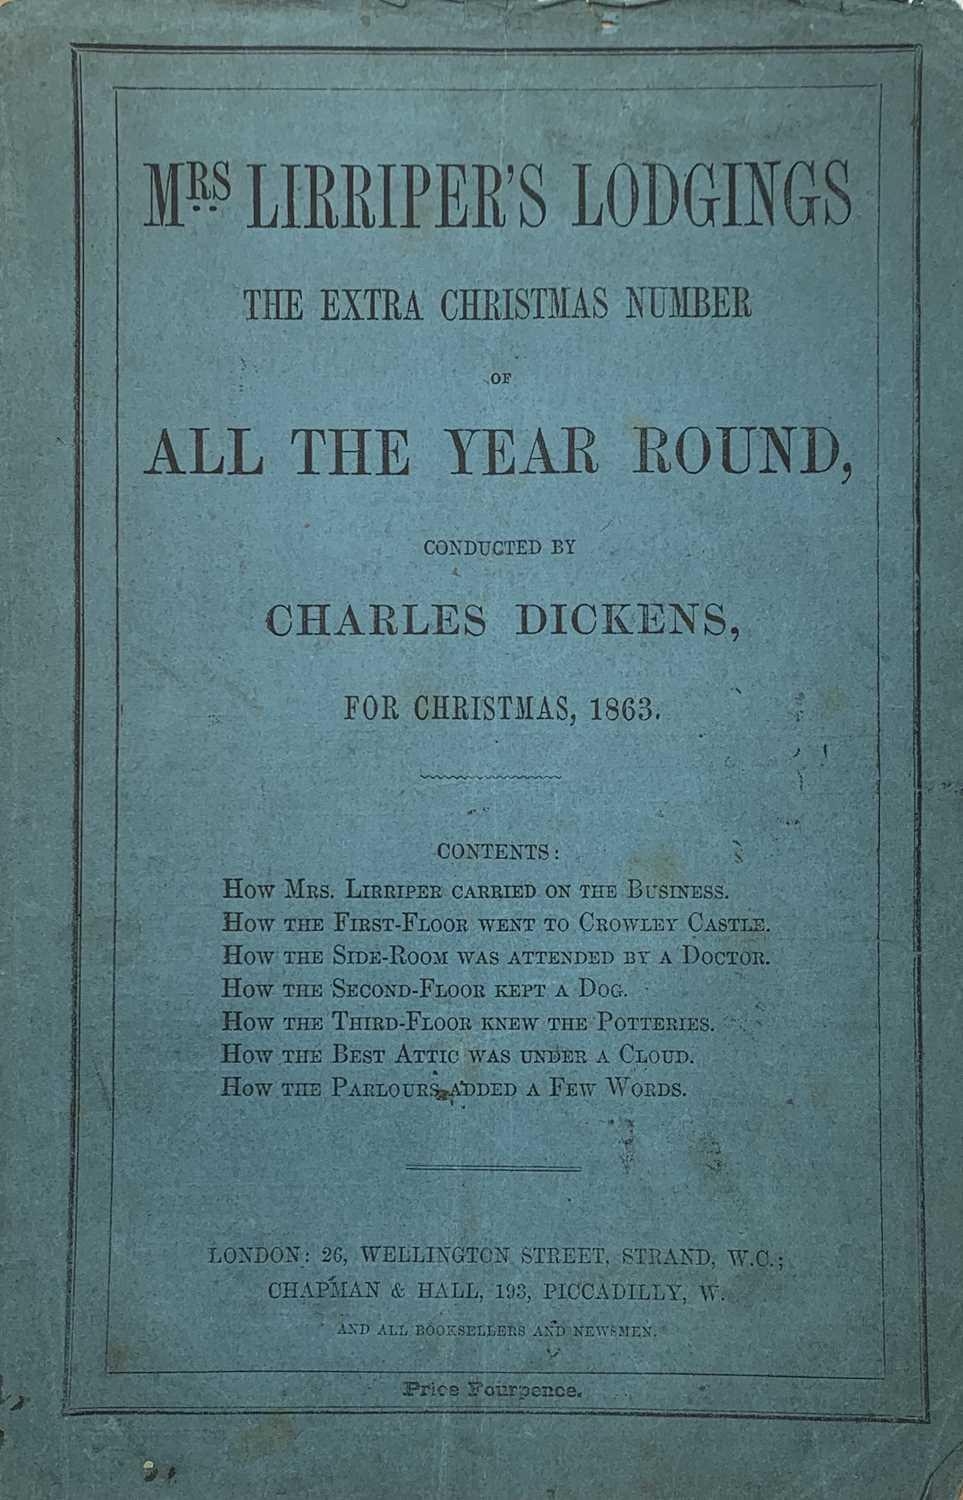 MRS LIRRIPER'S LODGINGS
THE EXTRA CHRISTMAS NUMBER
OF
ALL THE YEAR ROUND,
CONDUCTED BY
CHARLES DICKENS,
FOR CHRISTMAS, 1863.
CONTENTS:
HOW MRS. LIRRIPER CARRIED ON THE BUSINESS.
HOW THE FIRST-FLOOR WENT TO CROWLEY CASTLE.
HOW THE SIDE-ROOM WAS ATTENDED BY A DOCTOR.
HOW THE SECOND-FLOOR KEPT A DOG.
HOW THE THIRD-FLOOR KNEW THE POTTERIES.
HOW THE BEST ATTIC WAS UNDER A CLOUD.
HOW THE PARLOURS ADDED A FEW WORDS.
LONDON: 26, WELLINGTON STREET, STRAND, W.C.;
CHAPMAN & HALL, 193, PICCADILLY, W.
AND ALL BOOKSELLERS AND NEWSMEN.
Price Fourpence.